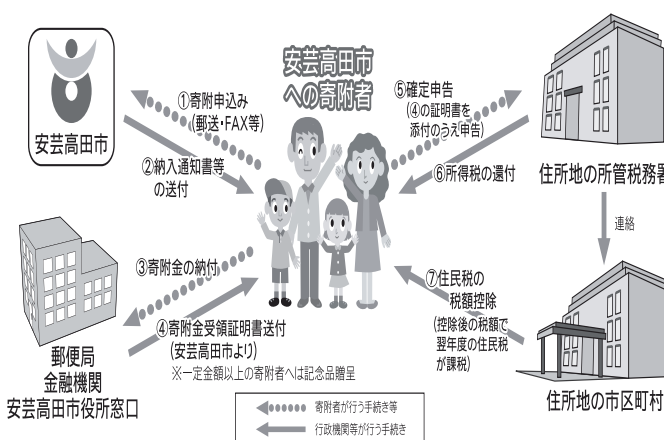 安芸高田市
への寄附者
安芸高田市
①寄附申込み
(郵送・FAX等)
②納入通知書等
の送付
③寄附金の納付
④寄附金受領証明書送付
(安芸高田市より)
※一定金額以上の寄附者へは記念品贈呈
郵便局
金融機関
安芸高田市役所窓口
⑤確定申告
(④の証明書を
添付のうえ申告)
⑥所得税の還付
住所地の所管税務署
連絡
⑦住民税の
税額控除
(控除後の税額で
翌年度の住民税
が課税)
住所地の市区町村
寄附者が行う手続き等
行政機関等が行う手続き